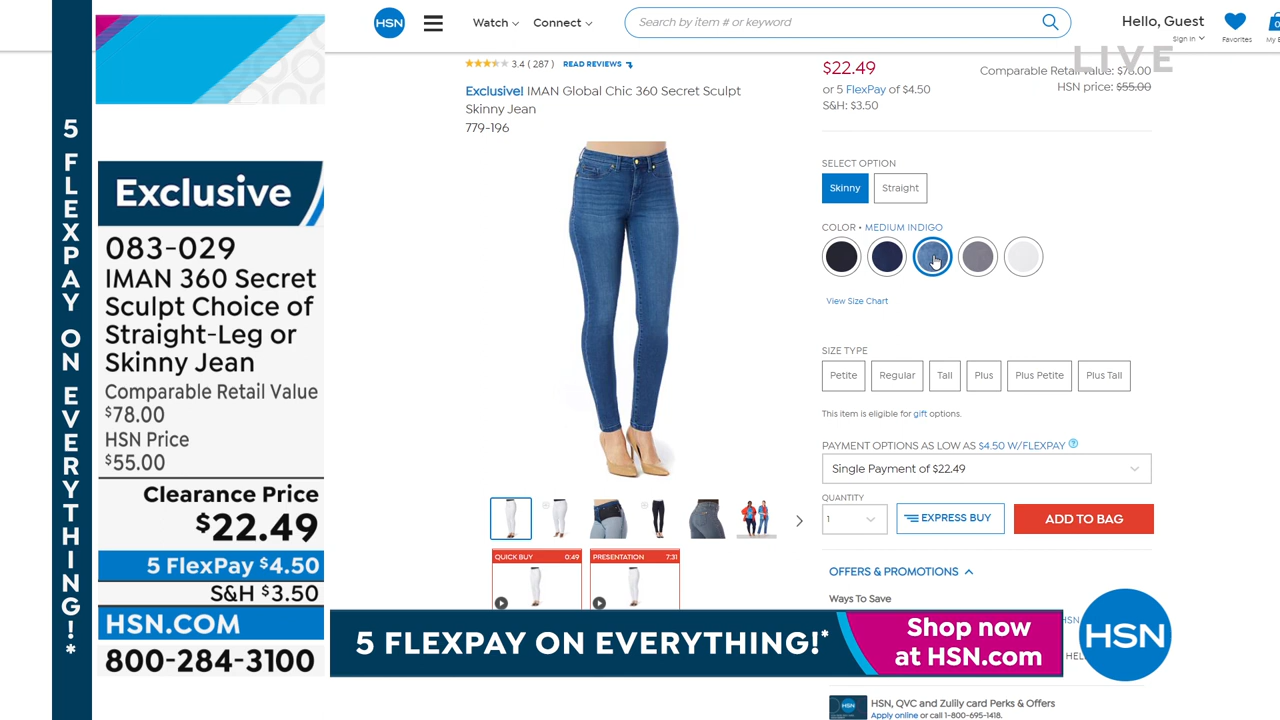 5 FLEXPAY ON EVERYTHING!*
Exclusive
083-029
IMAN 360 Secret
Sculpt Choice of
Straight-Leg or
Skinny Jean
Comparable Retail Value
$78.00
HSN Price
$55.00
Clearance Price
$22.49
5 FlexPay $4.50
S&H $3.50
HSN.COM
800-284-3100
HSN
Watch
Connect
Search by item # or keyword
Hello, Guest
Sign In
Favorites
My
0
LIVE
3.4 ( 287 )
READ REVIEWS
Exclusive! IMAN Global Chic 360 Secret Sculpt
Skinny Jean
779-196
QUICK BUY 0:49
PRESENTATION 7:31
$22.49
Comparable Retail Value: $78.00
or 5 FlexPay of $4.50
HSN price: $55.00
S&H: $3.50
SELECT OPTION
Skinny
Straight
COLOR • MEDIUM INDIGO
View Size Chart
SIZE TYPE
Petite
Regular
Tall
Plus
Plus Petite
Plus Tall
This item is eligible for gift options.
PAYMENT OPTIONS AS LOW AS $4.50 W/FLEXPAY ?
Single Payment of $22.49
QUANTITY
1
EXPRESS BUY
ADD TO BAG
OFFERS & PROMOTIONS
Ways To Save
5 FLEXPAY ON EVERYTHING!*
Shop now
at HSN.com
HSN
HSN
HSN, QVC and Zulily card Perks & Offers
Apply online or call 1-800-695-1418.